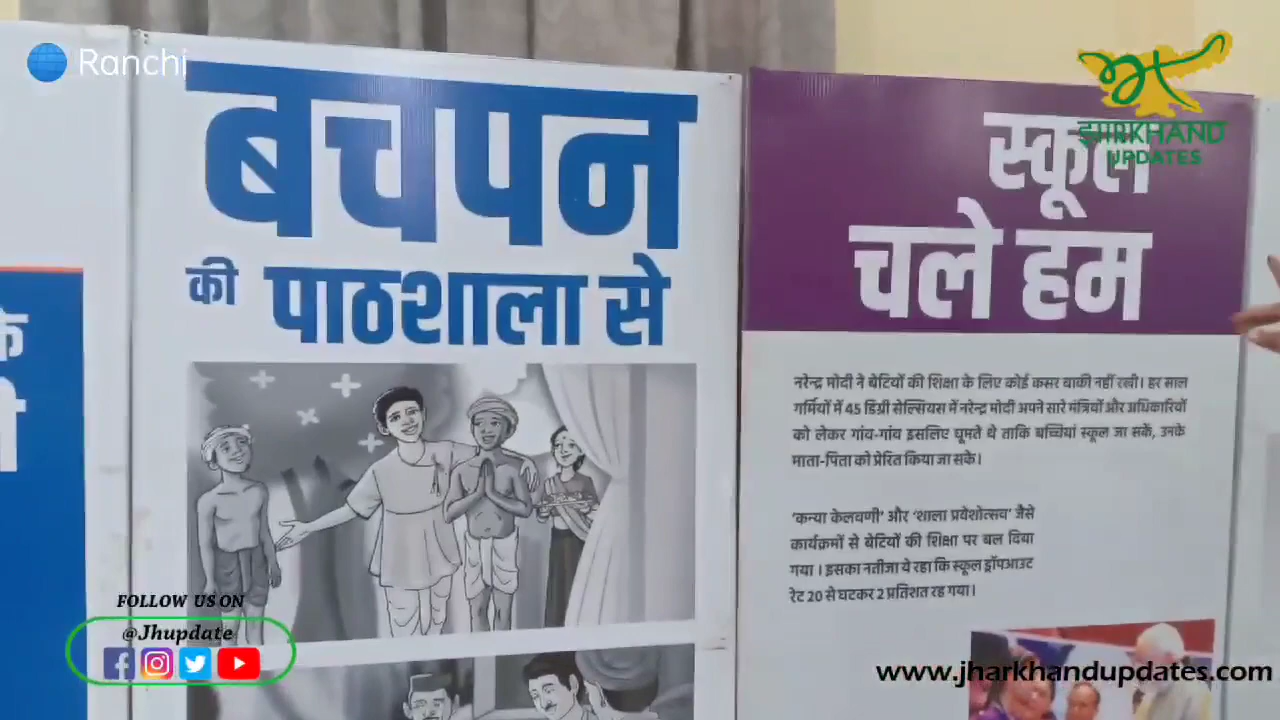 Ranchi
JHARKHAND
UPDATES
बचपन
की पाठशाला से
स्कूल
चले हम
के
नरेन्द्र मोदी ने बेटियों की शिक्षा के लिए कोई कसर बाकी नहीं रखी। हर साल
गर्मियों में 45 डिग्री सेल्सियस में नरेन्द्र मोदी अपने सारे मंत्रियों और अधिकारियों
को लेकर गांव-गांव इसलिए घूमते थे ताकि बच्चियां स्कूल जा सकें, उनके
माता-पिता को प्रेरित किया जा सके।
'कन्या केलवणी' और 'शाला प्रवेशोत्सव' जैसे
कार्यक्रमों से बेटियों की शिक्षा पर बल दिया
गया। इसका नतीजा ये रहा कि स्कूल ड्रॉपआउट
रेट 20 से घटकर 2 प्रतिशत रह गया।
FOLLOW US ON
@Jhupdate
www.jharkhandupdates.com